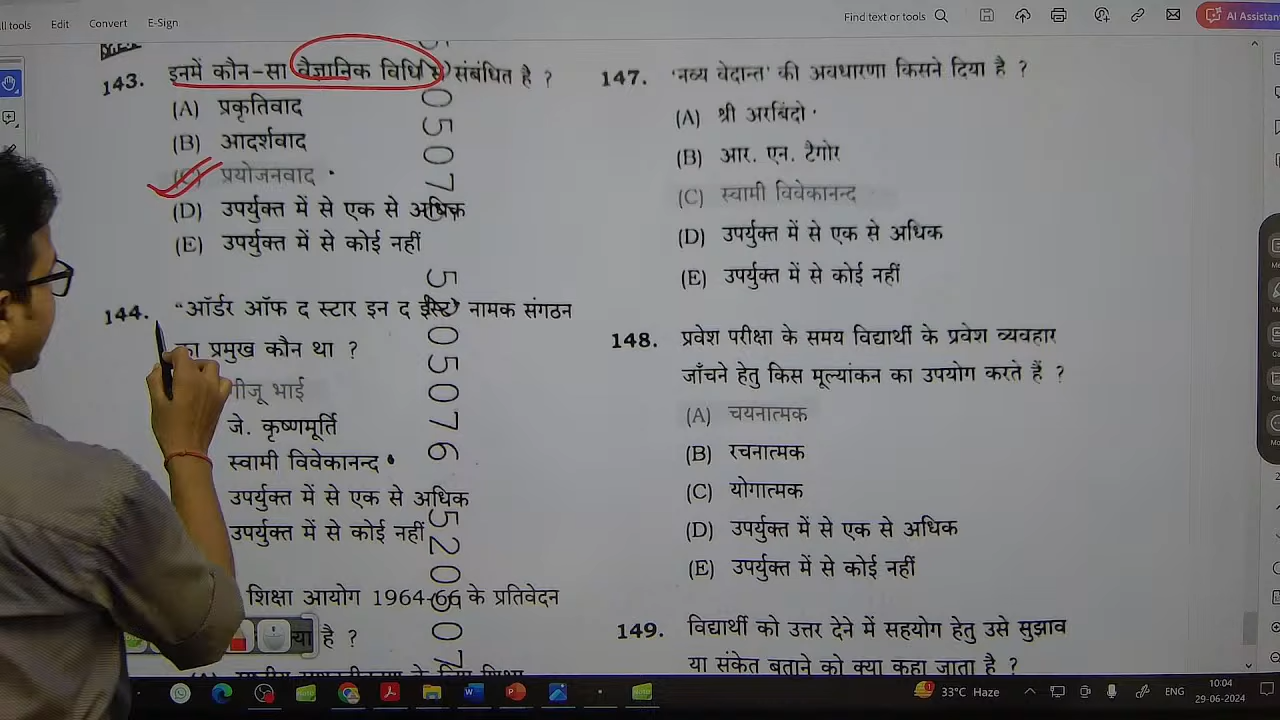 ll tools Edit Convert E-Sign Find text or tools AI Assistan
143. इनमें कौन-सा वैज्ञानिक विधि से संबंधित है ?
(A) प्रकृतिवाद
(B) आदर्शवाद
(C) प्रयोजनवाद
(D) उपर्युक्त में से एक से अधिक
(E) उपर्युक्त में से कोई नहीं
144. "ऑर्डर ऑफ द स्टार इन द ईस्ट" नामक संगठन
का प्रमुख कौन था ?
गीजू भाई
जे. कृष्णमूर्ति
स्वामी विवेकानन्द
उपर्युक्त में से एक से अधिक
उपर्युक्त में से कोई नहीं
शिक्षा आयोग 1964-66 के प्रतिवेदन
या है ?
147. 'नव्य वेदान्त' की अवधारणा किसने दिया है ?
(A) श्री अरबिंदो
(B) आर. एन. टैगोर
(C) स्वामी विवेकानन्द
(D) उपर्युक्त में से एक से अधिक
(E) उपर्युक्त में से कोई नहीं
148. प्रवेश परीक्षा के समय विद्यार्थी के प्रवेश व्यवहार
जाँचने हेतु किस मूल्यांकन का उपयोग करते हैं ?
(A) चयनात्मक
(B) रचनात्मक
(C) योगात्मक
(D) उपर्युक्त में से एक से अधिक
(E) उपर्युक्त में से कोई नहीं
149. विद्यार्थी को उत्तर देने में सहयोग हेतु उसे सुझाव
या संकेत बताने को क्या कहा जाता है ?
33°C Haze ENG 10:04
29-06-2024